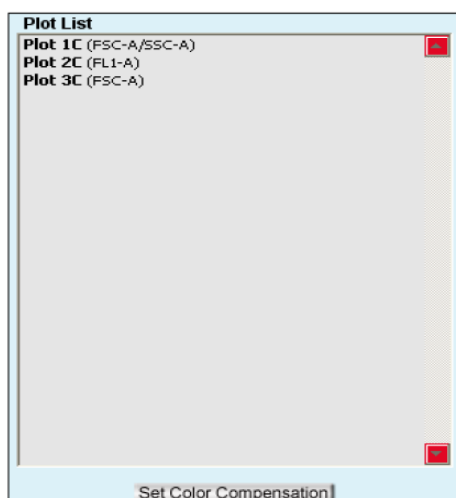 Plot List
Plot 1C (FSC-A/SSC-A)
Plot 2C (FL1-A)
Plot 3C (FSC-A)
Set Color Compensation